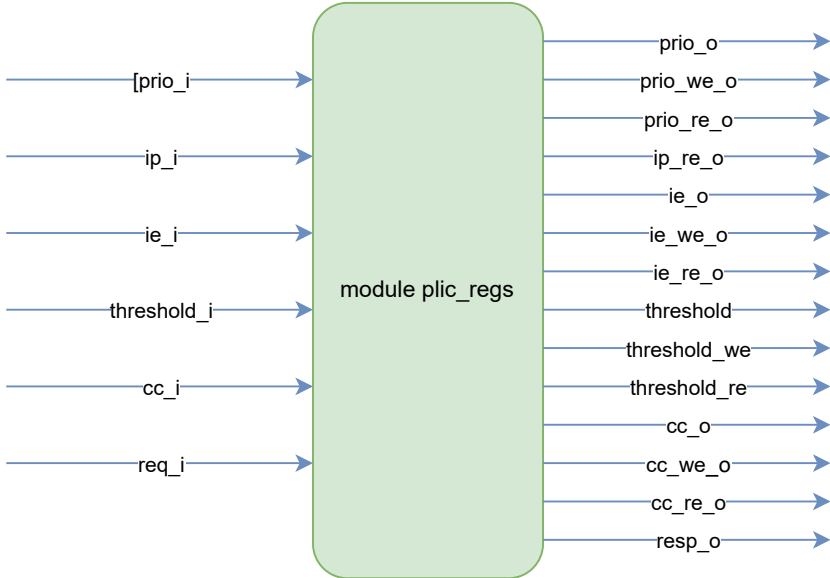 [prio_i
ip_i
ie_i
threshold_i
cc_i
req_i
module plic_regs
prio_o
prio_we_o
prio_re_o
ip_re_o
ie_o
ie_we_o
ie_re_o
threshold
threshold_we
threshold_re
cc_o
cc_we_o
cc_re_o
resp_o